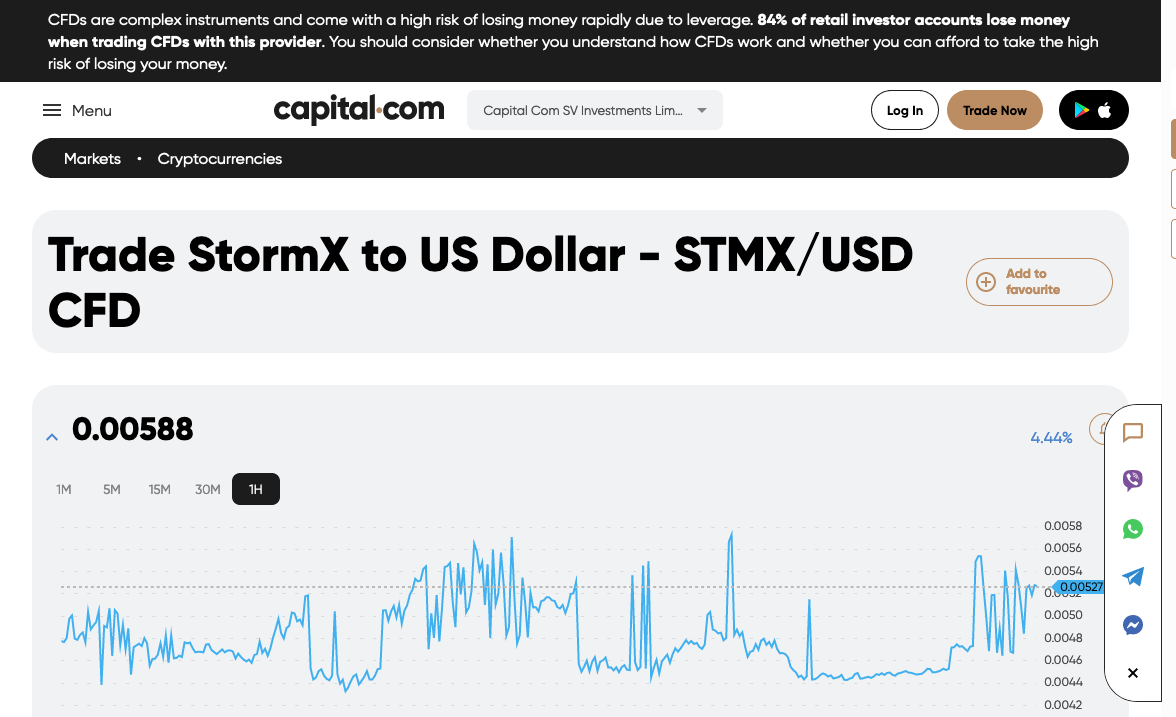 CFDs are complex instruments and come with a high risk of losing money rapidly due to leverage. 84% of retail investor accounts lose money
when trading CFDs with this provider. You should consider whether you understand how CFDs work and whether you can afford to take the high
risk of losing your money.
Menu
capital.com
Capital Com SV Investments Lim...
Log In
Trade Now
Markets • Cryptocurrencies
Trade StormX to US Dollar - STMX/USD
CFD
Add to
favourite
0.00588
4.44%
1M 5M 15M 30M 1H
0.0058
0.0056
0.0054
0.00527
0.0052
0.0050
0.0048
0.0046
0.0044
0.0042